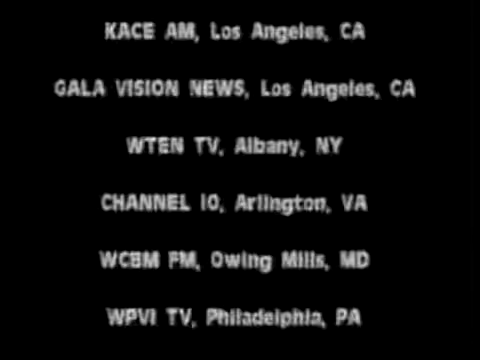 KACE AM, Los Angeles, CA
GALA VISION NEWS, Los Angeles, CA
WTEN TV, Albany, NY
CHANNEL 10, Arlington, VA
WCBM FM, Owing Mills, MD
WPVI TV, Philadelphia, PA